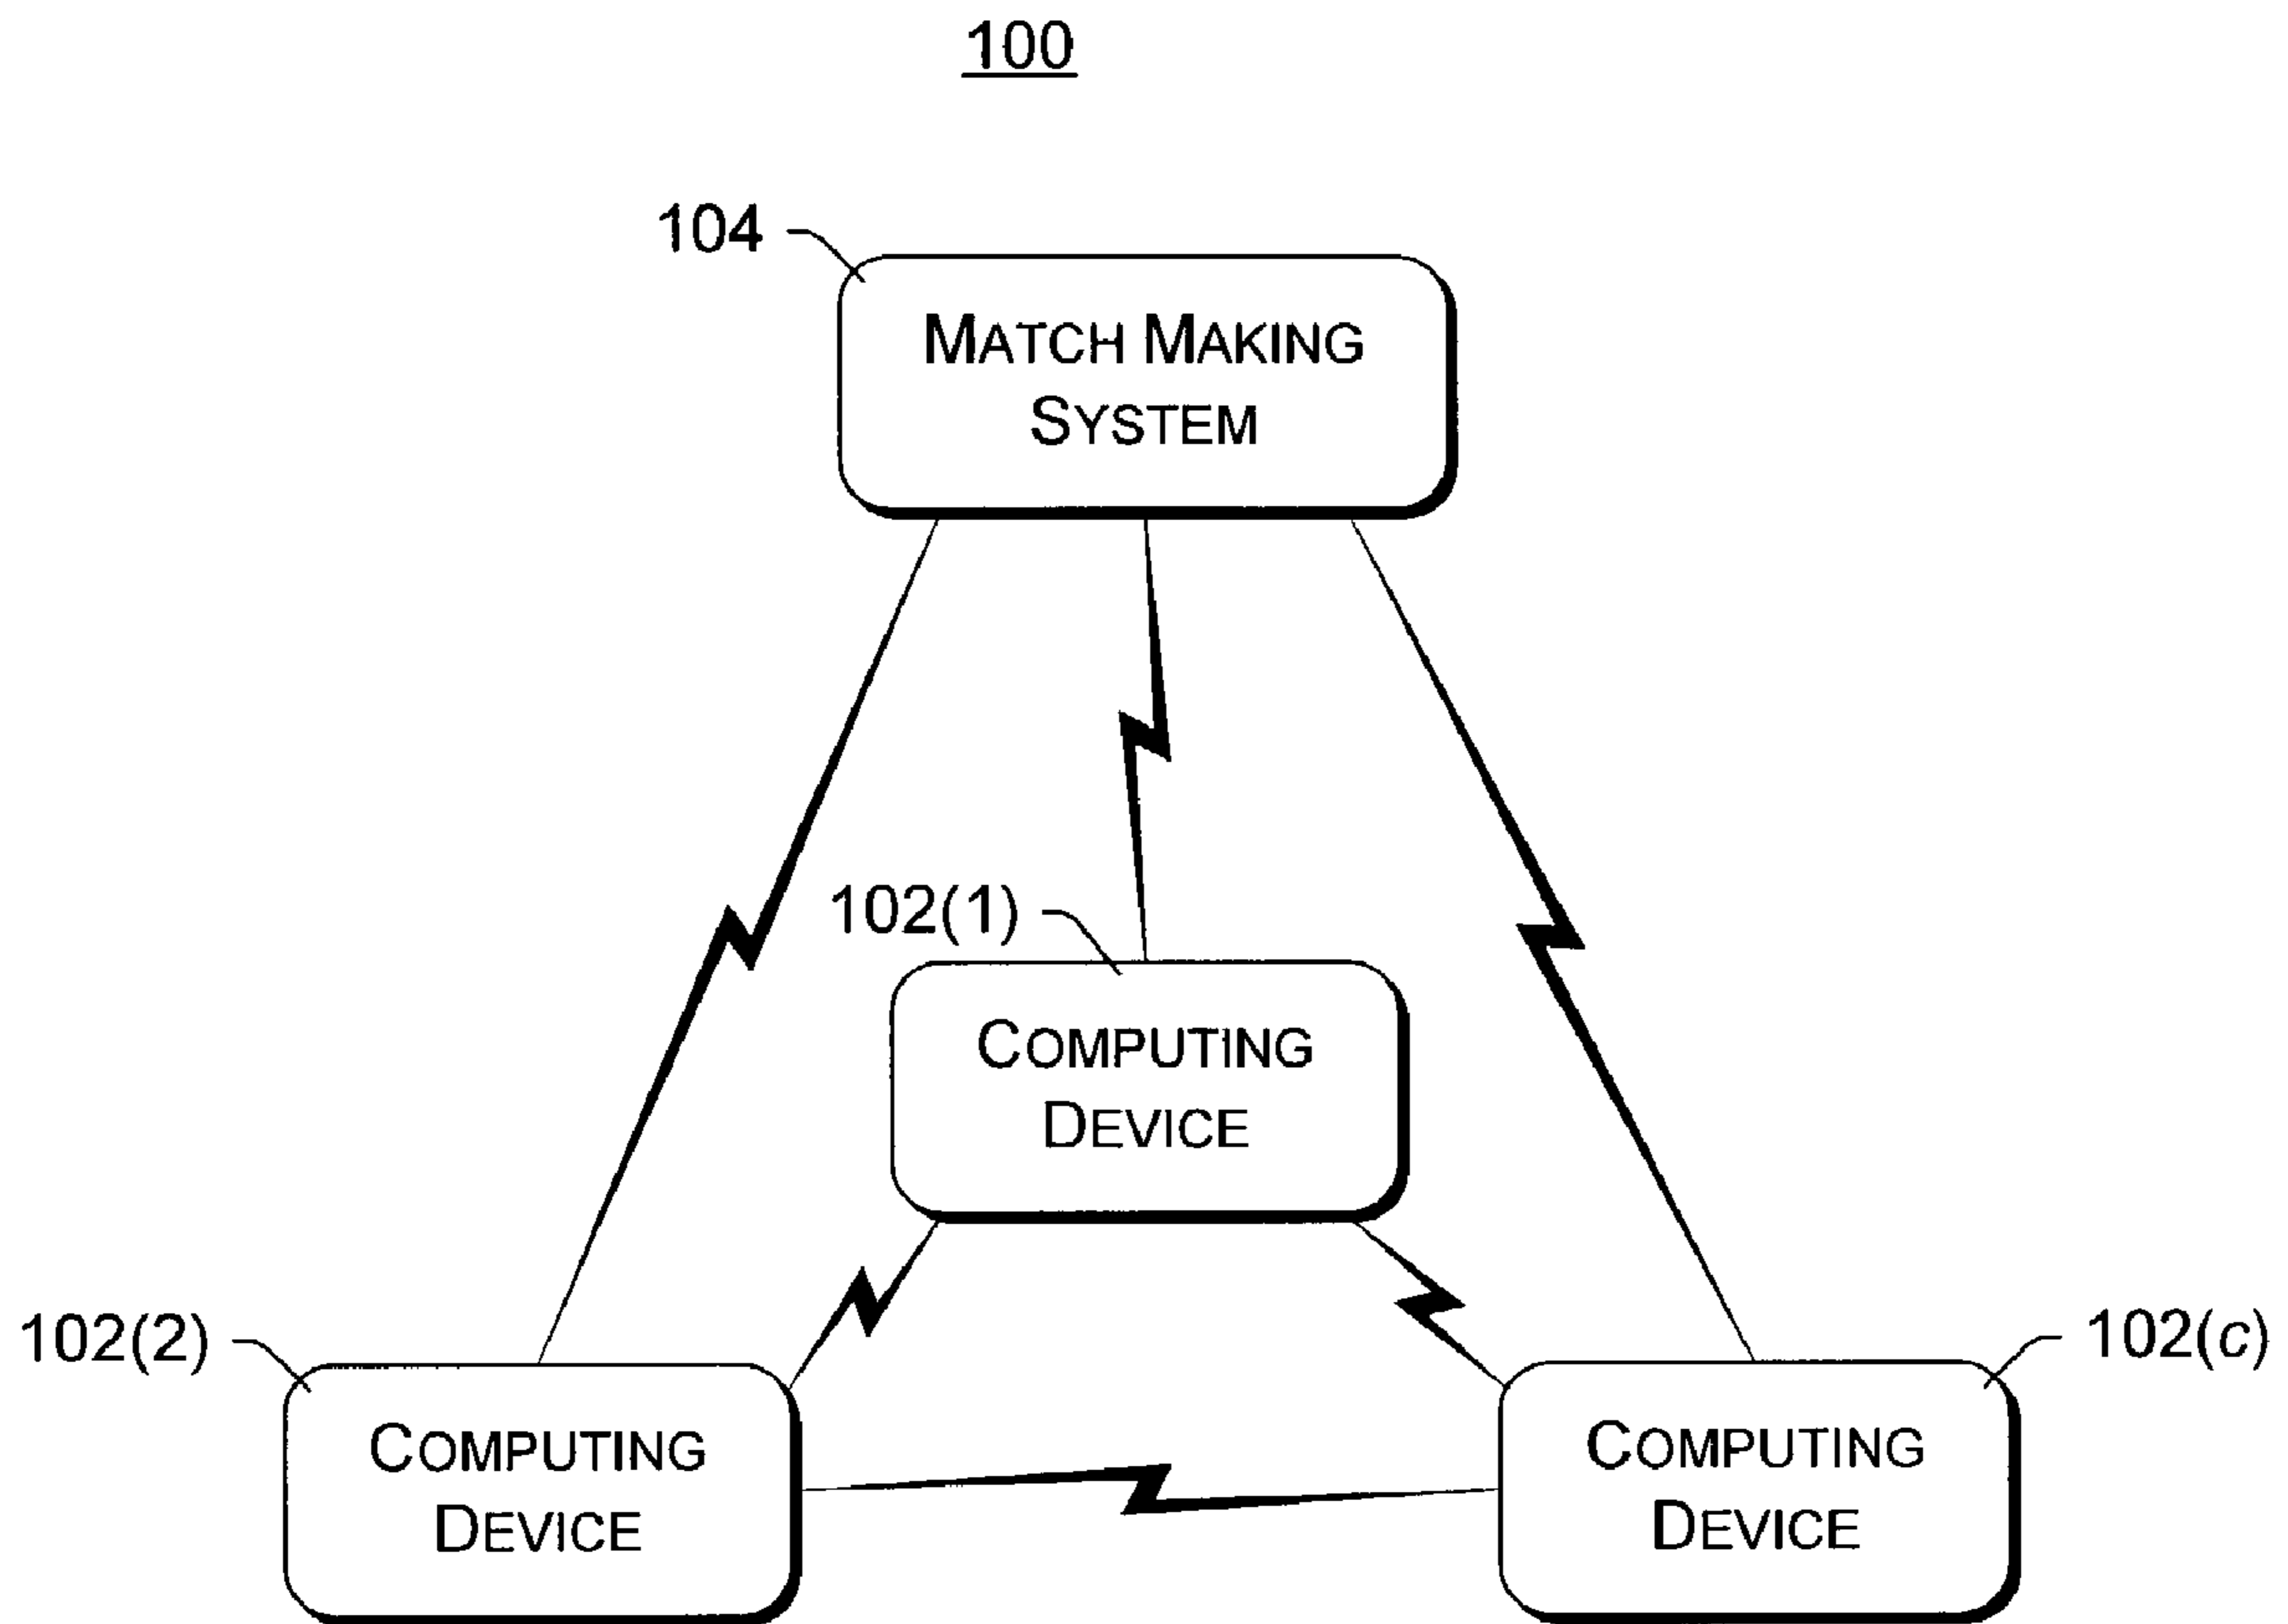 100
104
MATCH MAKING
SYSTEM
102(1)
COMPUTING
DEVICE
102(2)
102(c)
COMPUTING
DEVICE
COMPUTING
DEVICE